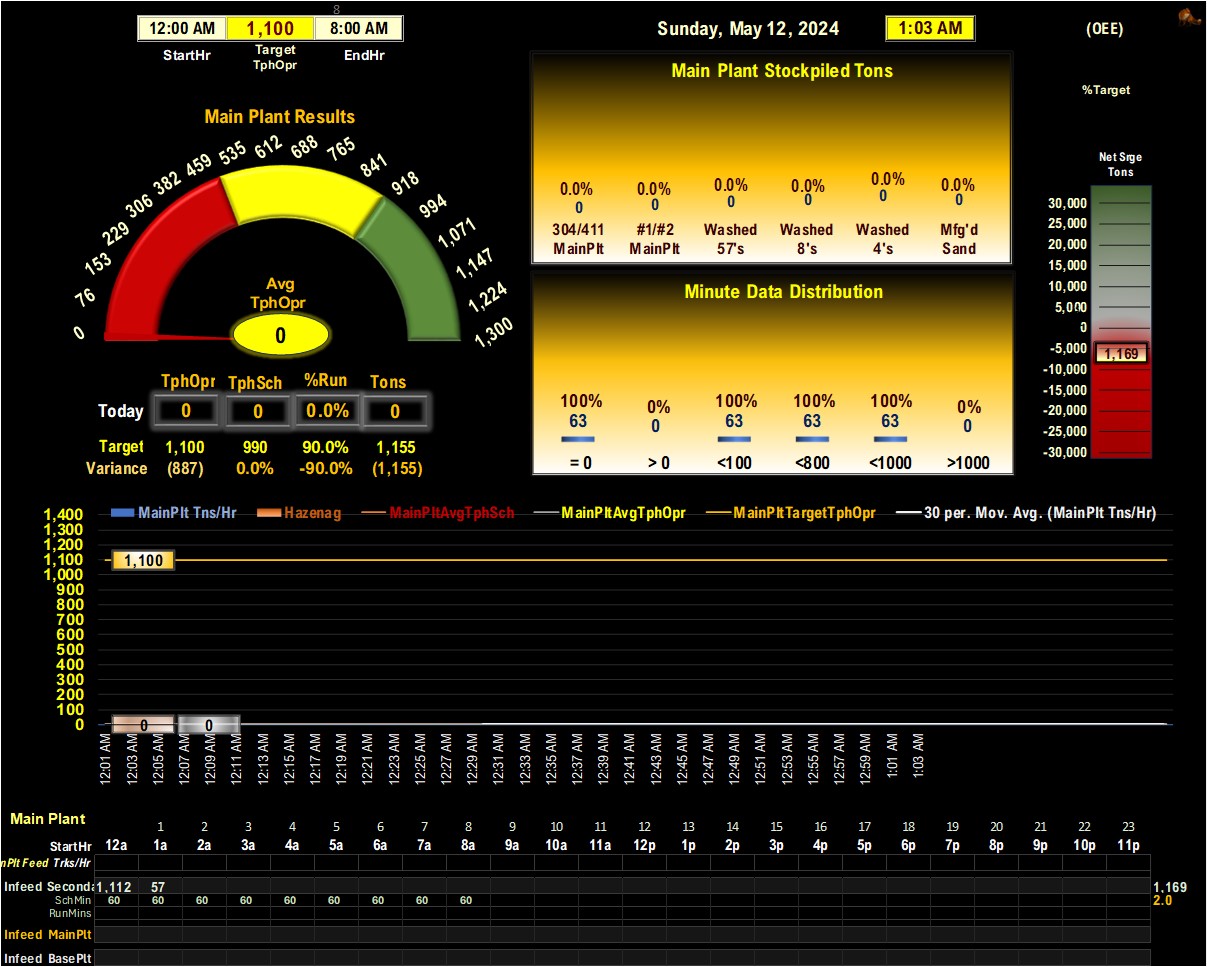 8
12:00 AM 1,100 8:00 AM
StartHr Target TphOpr EndHr
Sunday, May 12, 2024 1:03 AM
(OEE)
%Target
Main Plant Results
0 76 153 229 306 382 459 535 612 688 765 841 918 994 1,071 1,147 1,224 1,300
Avg
TphOpr
0
TphOpr TphSch %Run Tons
Today 0 0 0.0% 0
Target 1,100 990 90.0% 1,155
Variance (887) 0.0% -90.0% (1,155)
Main Plant Stockpiled Tons
0.0% 0.0% 0.0% 0.0% 0.0% 0.0%
0 0 0 0 0 0
304/411 #1/#2 Washed Washed Washed Mfg'd
MainPlt MainPlt 57's 8's 4's Sand
Minute Data Distribution
100% 0% 100% 100% 100% 0%
63 0 63 63 63 0
= 0 > 0 <100 <800 <1000 >1000
Net Srge
Tons
30,000
25,000
20,000
15,000
10,000
5,000
0
-5,000
1,169
-10,000
-15,000
-20,000
-25,000
-30,000
MainPlt Tns/Hr Hazenag MainPltAvgTphSch MainPltAvgTphOpr MainPltTargetTphOpr 30 per. Mov. Avg. (MainPlt Tns/Hr)
1,400
1,300
1,200
1,100 1,100
1,000
900
800
700
600
500
400
300
200
100
0 0 0
12:01 AM 12:03 AM 12:05 AM 12:07 AM 12:09 AM 12:11 AM 12:13 AM 12:15 AM 12:17 AM 12:19 AM 12:21 AM 12:23 AM 12:25 AM 12:27 AM 12:29 AM 12:31 AM 12:33 AM 12:35 AM 12:37 AM 12:39 AM 12:41 AM 12:43 AM 12:45 AM 12:47 AM 12:49 AM 12:51 AM 12:53 AM 12:55 AM 12:57 AM 12:59 AM 1:01 AM 1:03 AM
Main Plant
1 2 3 4 5 6 7 8 9 10 11 12 13 14 15 16 17 18 19 20 21 22 23
StartHr 12a 1a 2a 3a 4a 5a 6a 7a 8a 9a 10a 11a 12p 1p 2p 3p 4p 5p 6p 7p 8p 9p 10p 11p
nPlt Feed Trks/Hr
Infeed Seconda 1,112 57 1,169
SchMin 60 60 60 60 60 60 60 60 60 2.0
RunMins
Infeed MainPlt
Infeed BasePlt